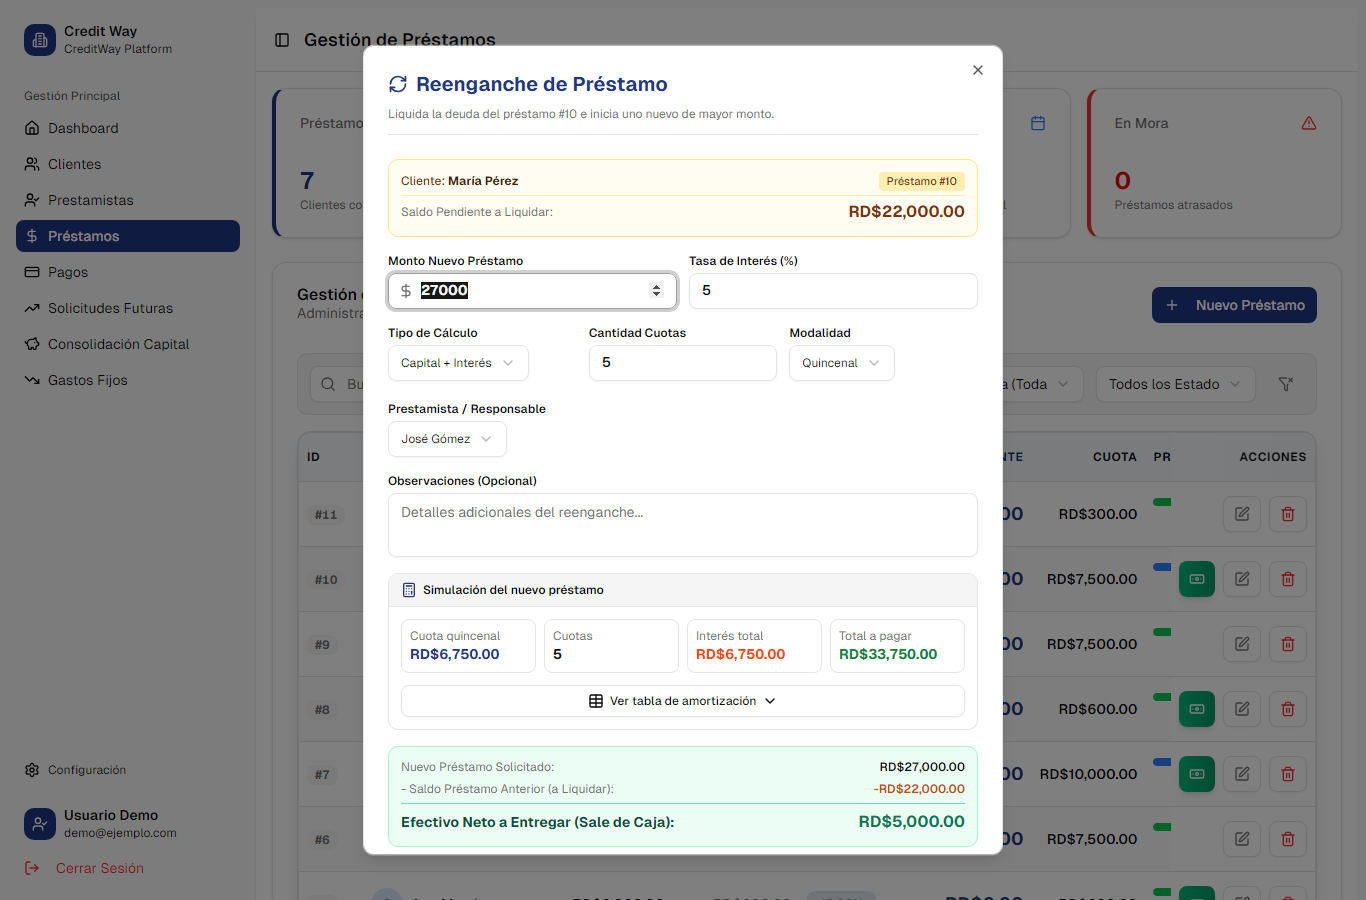 Credit Way
CreditWay Platform
Gestión Principal
Dashboard
Clientes
Prestamistas
Préstamos
Pagos
Solicitudes Futuras
Consolidación Capital
Gastos Fijos
Configuración
Usuario Demo
demo@ejemplo.com
Cerrar Sesión
Gestión de Préstamos
7
En Mora
0
Préstamos atrasados
Gestión
Nuevo Préstamo
Todos los Estado
ID
CUOTA
ACCIONES
#11
RD$300.00
#10
RD$7,500.00
#9
RD$7,500.00
#8
RD$600.00
#7
RD$10,000.00
#6
RD$7,500.00
Reenganche de Préstamo
Liquida la deuda del préstamo #10 e inicia uno nuevo de mayor monto.
Cliente: María Pérez
Préstamo #10
Saldo Pendiente a Liquidar:
RD$22,000.00
Monto Nuevo Préstamo
Tasa de Interés (%)
27000
5
Tipo de Cálculo
Cantidad Cuotas
Modalidad
Capital + Interés
5
Quincenal
Prestamista / Responsable
José Gómez
Observaciones (Opcional)
Detalles adicionales del reenganche...
Simulación del nuevo préstamo
Cuota quincenal
RD$6,750.00
Cuotas
5
Interés total
RD$6,750.00
Total a pagar
RD$33,750.00
Ver tabla de amortización
Nuevo Préstamo Solicitado:
RD$27,000.00
- Saldo Préstamo Anterior (a Liquidar):
-RD$22,000.00
Efectivo Neto a Entregar (Sale de Caja):
RD$5,000.00